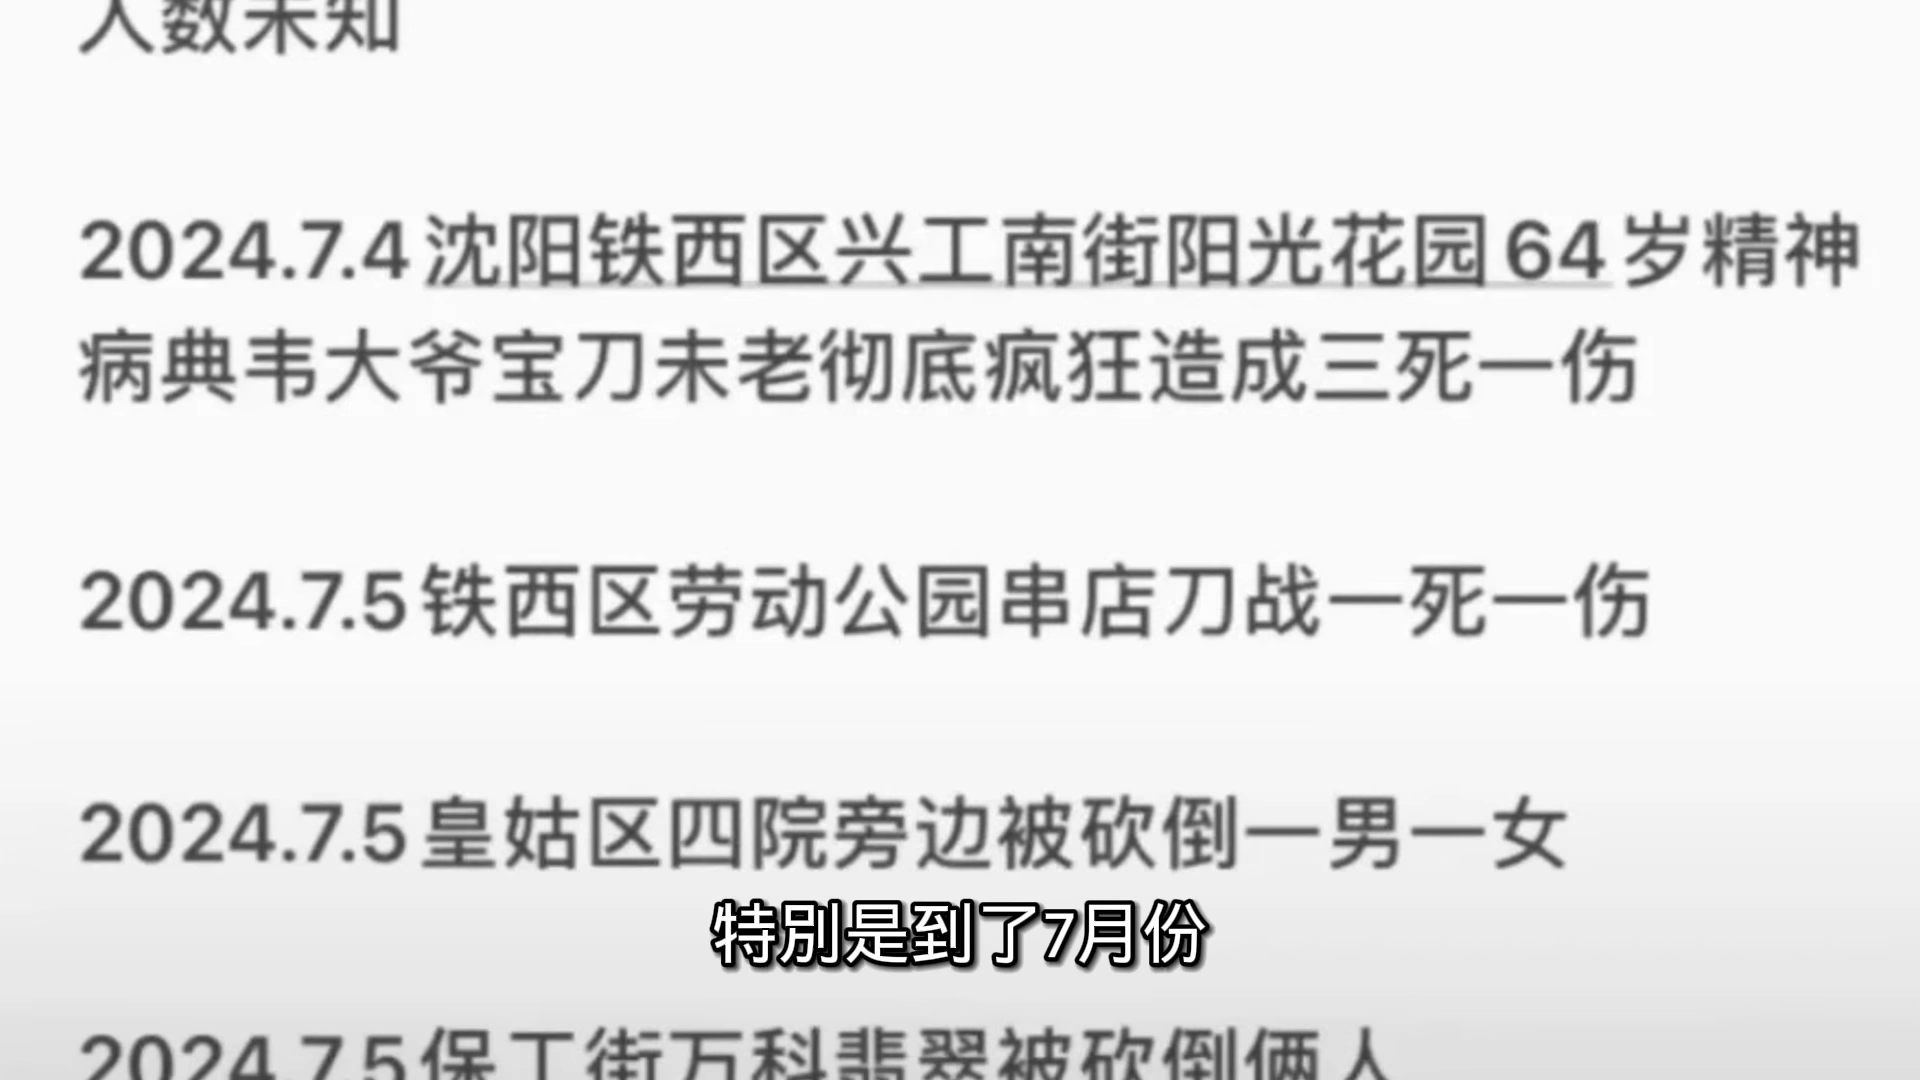 人数未知
2024.7.4沈阳铁西区兴工南街阳光花园64岁精神
病典韦大爷宝刀未老彻底疯狂造成三死一伤
2024.7.5铁西区劳动公园串店刀战一死一伤
2024.7.5皇姑区四院旁边被砍倒一男一女
特別是到了7月份
2024.7.5保工街万科翡翠被砍倒俩人